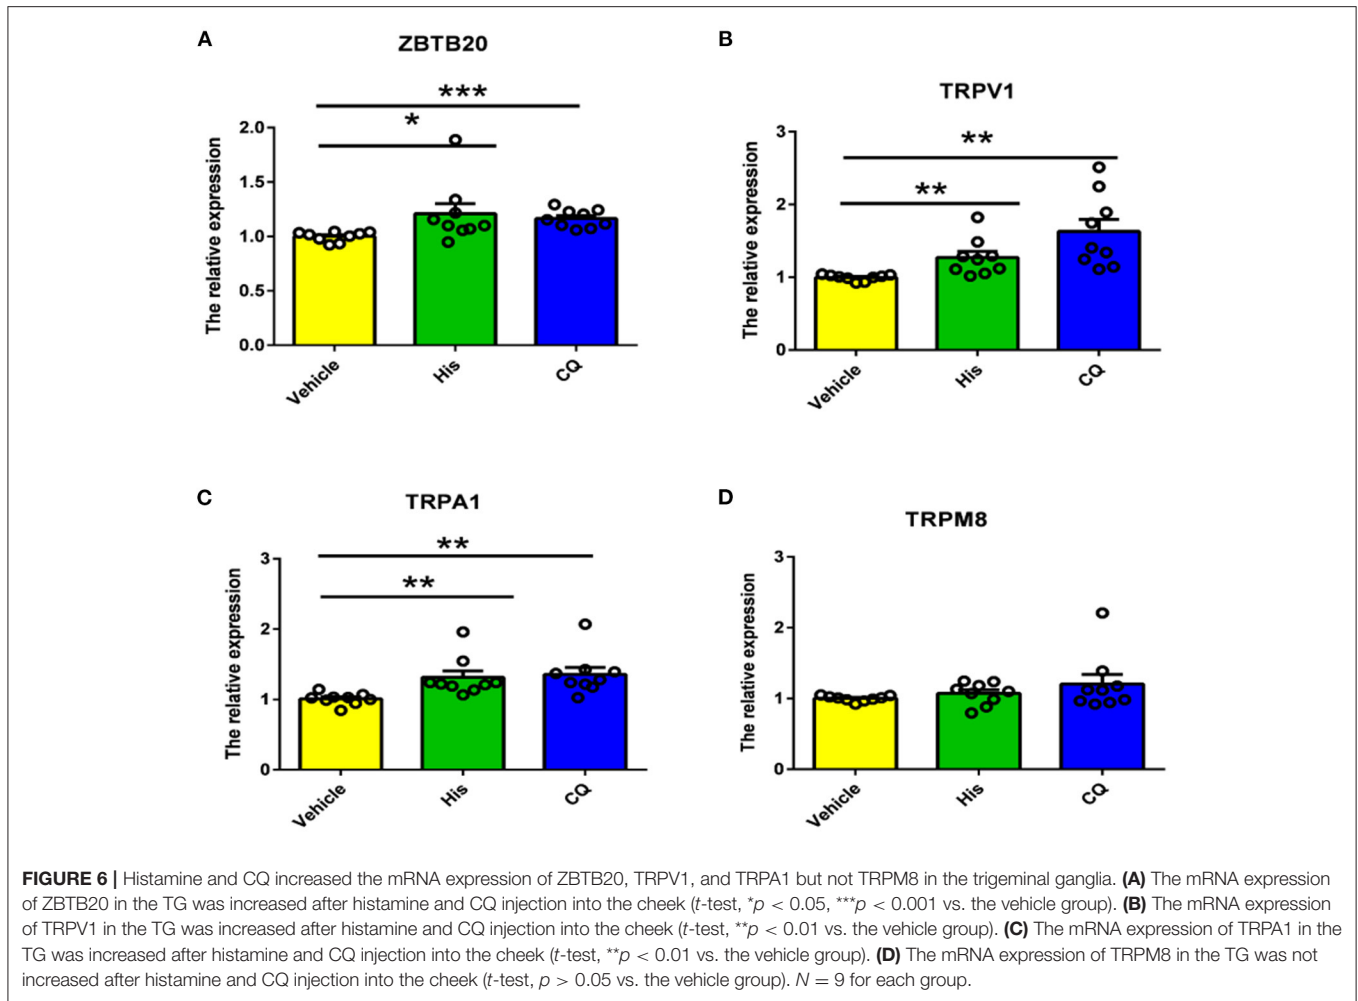 A
ZBTB20
***
*
The relative expression
2.0
1.5
1.0
0.5
0.0
Vehicle
His
CQ
B
TRPV1
**
**
The relative expression
3
2
1
0
Vehicle
His
CQ
C
TRPA1
**
**
The relative expression
3
2
1
0
Vehicle
His
CQ
D
TRPM8
The relative expression
3
2
1
0
Vehicle
His
CQ
FIGURE 6 | Histamine and CQ increased the mRNA expression of ZBTB20, TRPV1, and TRPA1 but not TRPM8 in the trigeminal ganglia. (A) The mRNA expression
of ZBTB20 in the TG was increased after histamine and CQ injection into the cheek (t-test, *p < 0.05, ***p < 0.001 vs. the vehicle group). (B) The mRNA expression
of TRPV1 in the TG was increased after histamine and CQ injection into the cheek (t-test, **p < 0.01 vs. the vehicle group). (C) The mRNA expression of TRPA1 in the
TG was increased after histamine and CQ injection into the cheek (t-test, **p < 0.01 vs. the vehicle group). (D) The mRNA expression of TRPM8 in the TG was not
increased after histamine and CQ injection into the cheek (t-test, p > 0.05 vs. the vehicle group). N = 9 for each group.